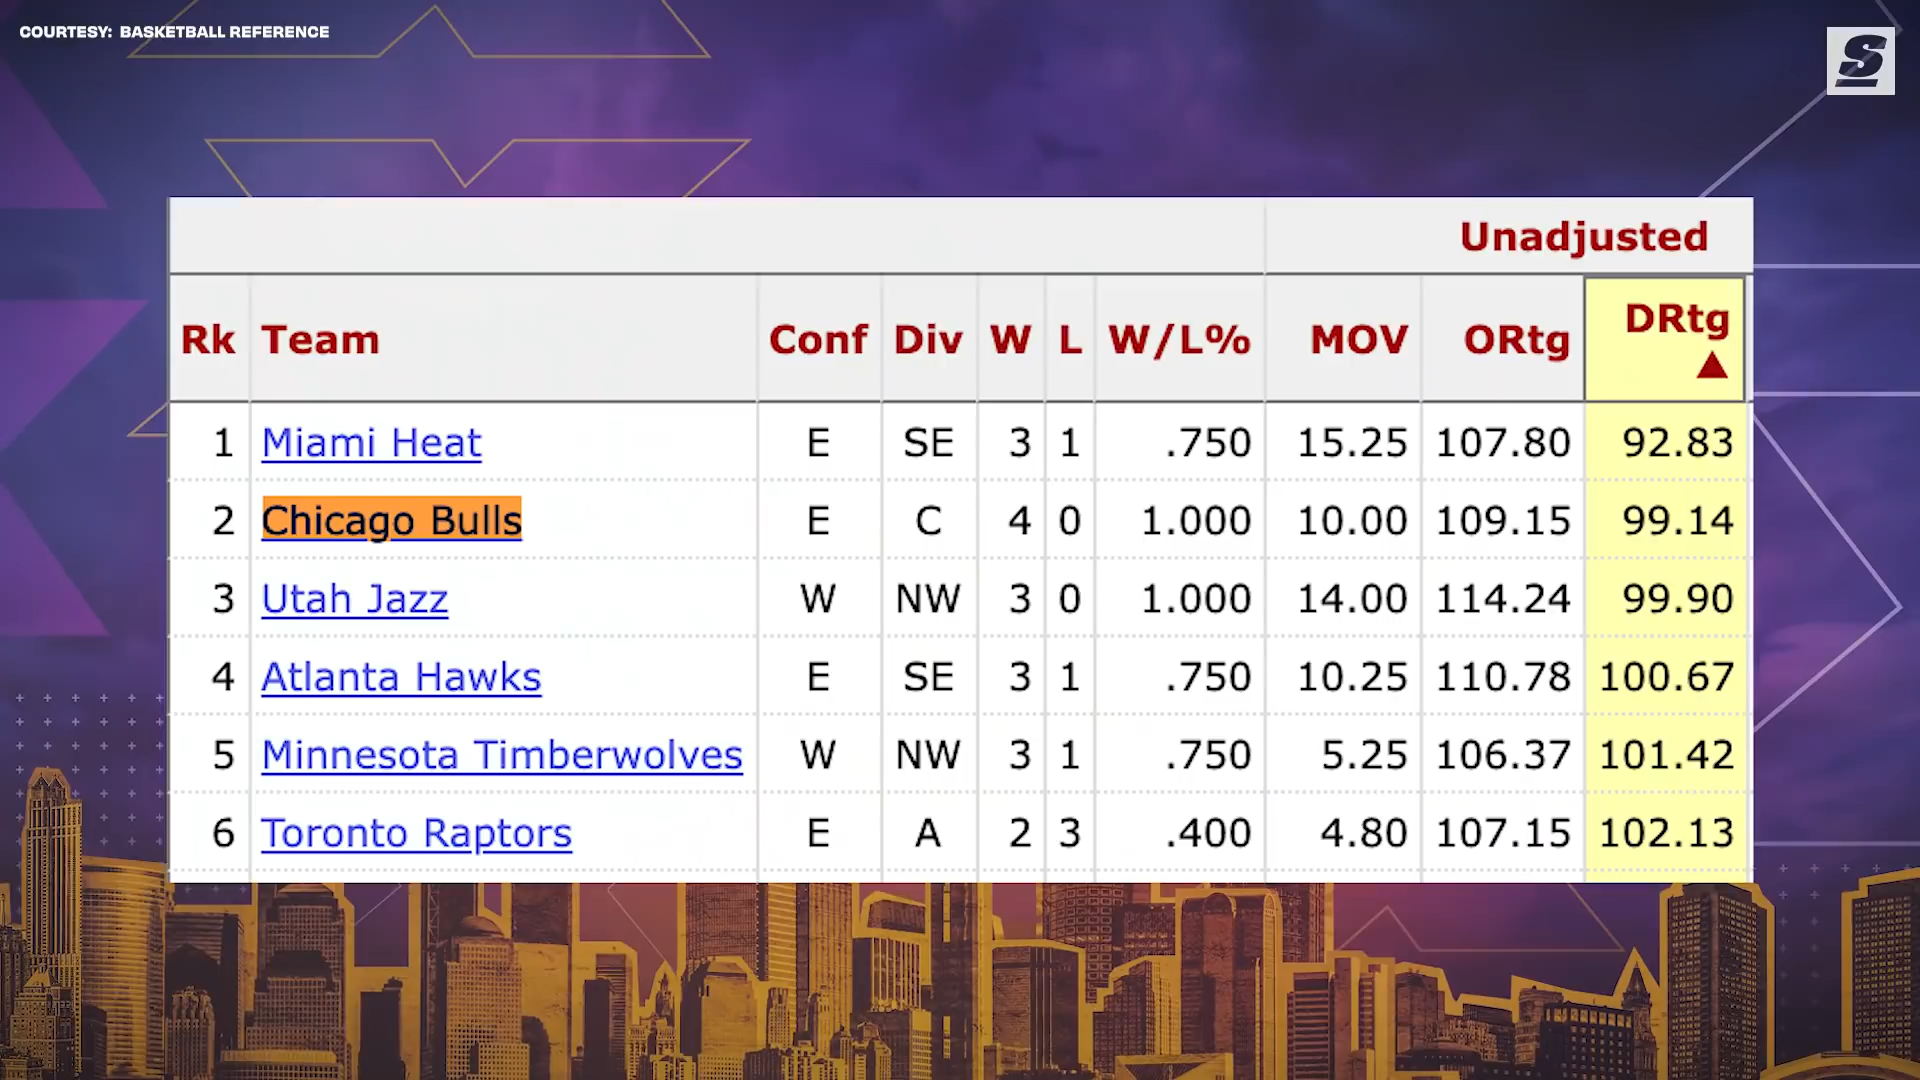 COURTESY: BASKETBALL REFERENCE
S
Unadjusted
Rk Team Conf Div W L W/L% MOV ORtg DRtg ▲
1 Miami Heat E SE 3 1 .750 15.25 107.80 92.83
2 Chicago Bulls E C 4 0 1.000 10.00 109.15 99.14
3 Utah Jazz W NW 3 0 1.000 14.00 114.24 99.90
4 Atlanta Hawks E SE 3 1 .750 10.25 110.78 100.67
5 Minnesota Timberwolves W NW 3 1 .750 5.25 106.37 101.42
6 Toronto Raptors E A 2 3 .400 4.80 107.15 102.13